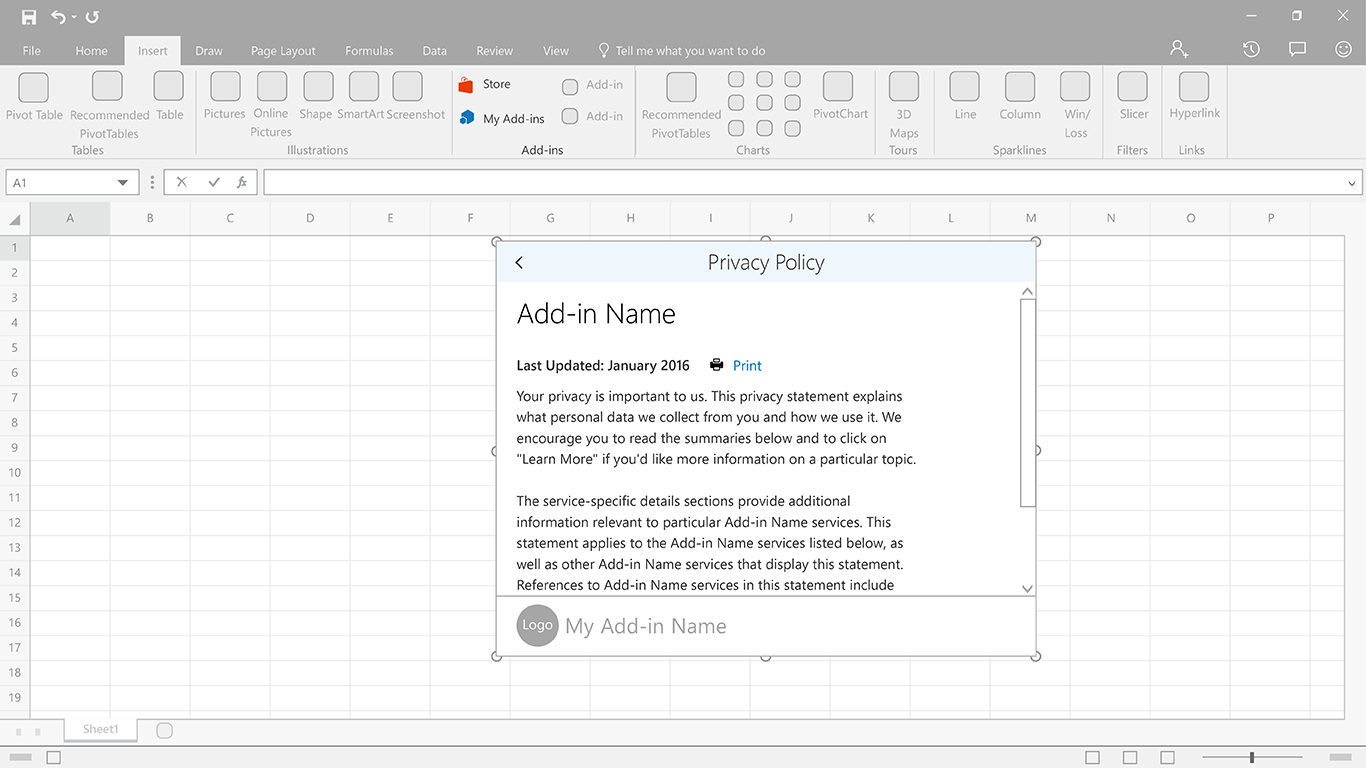 File Home Insert Draw Page Layout Formulas Data Review View Tell me what you want to do
Store Add-in
My Add-ins Add-in
Pivot Table Recommended Table Pictures Online Shape SmartArt Screenshot Recommended PivotChart 3D Line Column Win/ Slicer Hyperlink
PivotTables Pictures PivotTables Maps Loss
Tables Illustrations Add-ins Charts Tours Sparklines Filters Links
A1 fx
A B C D E F G H I J K L M N O P
1
2
3
4
5
6
7
8
9
10
11
12
13
14
15
16
17
18
19
Privacy Policy
Add-in Name
Last Updated: January 2016 Print
Your privacy is important to us. This privacy statement explains
what personal data we collect from you and how we use it. We
encourage you to read the summaries below and to click on
"Learn More" if you'd like more information on a particular topic.
The service-specific details sections provide additional
information relevant to particular Add-in Name services. This
statement applies to the Add-in Name services listed below, as
well as other Add-in Name services that display this statement.
References to Add-in Name services in this statement include
Logo My Add-in Name
Sheet1